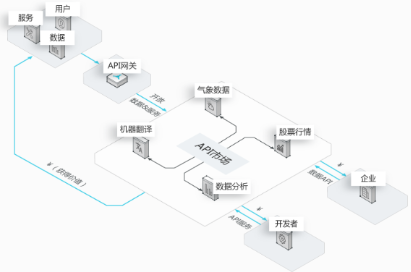 用户
服务
数据
API网关
开放
数据&服务
气象数据
机器翻译
股票行情
API市场
数据分析
¥
数据API
企业
¥
API服务
开发者
¥（获得价值）